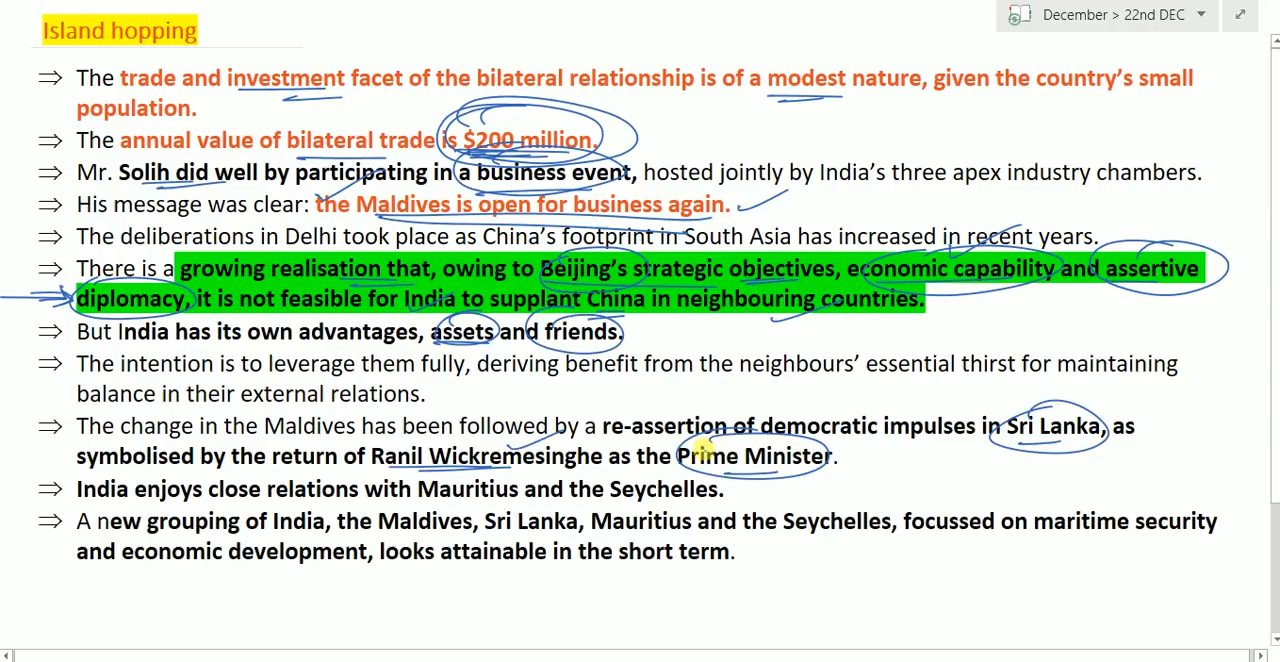 Island hopping
December > 22nd DEC
⇒ The trade and investment facet of the bilateral relationship is of a modest nature, given the country's small
population.
⇒ The annual value of bilateral trade is $200 million.
⇒ Mr. Solih did well by participating in a business event, hosted jointly by India's three apex industry chambers.
⇒ His message was clear: the Maldives is open for business again.
⇒ The deliberations in Delhi took place as China's footprint in South Asia has increased in recent years.
⇒ There is a growing realisation that, owing to Beijing's strategic objectives, economic capability and assertive
diplomacy, it is not feasible for India to supplant China in neighbouring countries.
⇒ But India has its own advantages, assets and friends.
⇒ The intention is to leverage them fully, deriving benefit from the neighbours' essential thirst for maintaining
balance in their external relations.
⇒ The change in the Maldives has been followed by a re-assertion of democratic impulses in Sri Lanka, as
symbolised by the return of Ranil Wickremesinghe as the Prime Minister.
⇒ India enjoys close relations with Mauritius and the Seychelles.
⇒ A new grouping of India, the Maldives, Sri Lanka, Mauritius and the Seychelles, focussed on maritime security
and economic development, looks attainable in the short term.